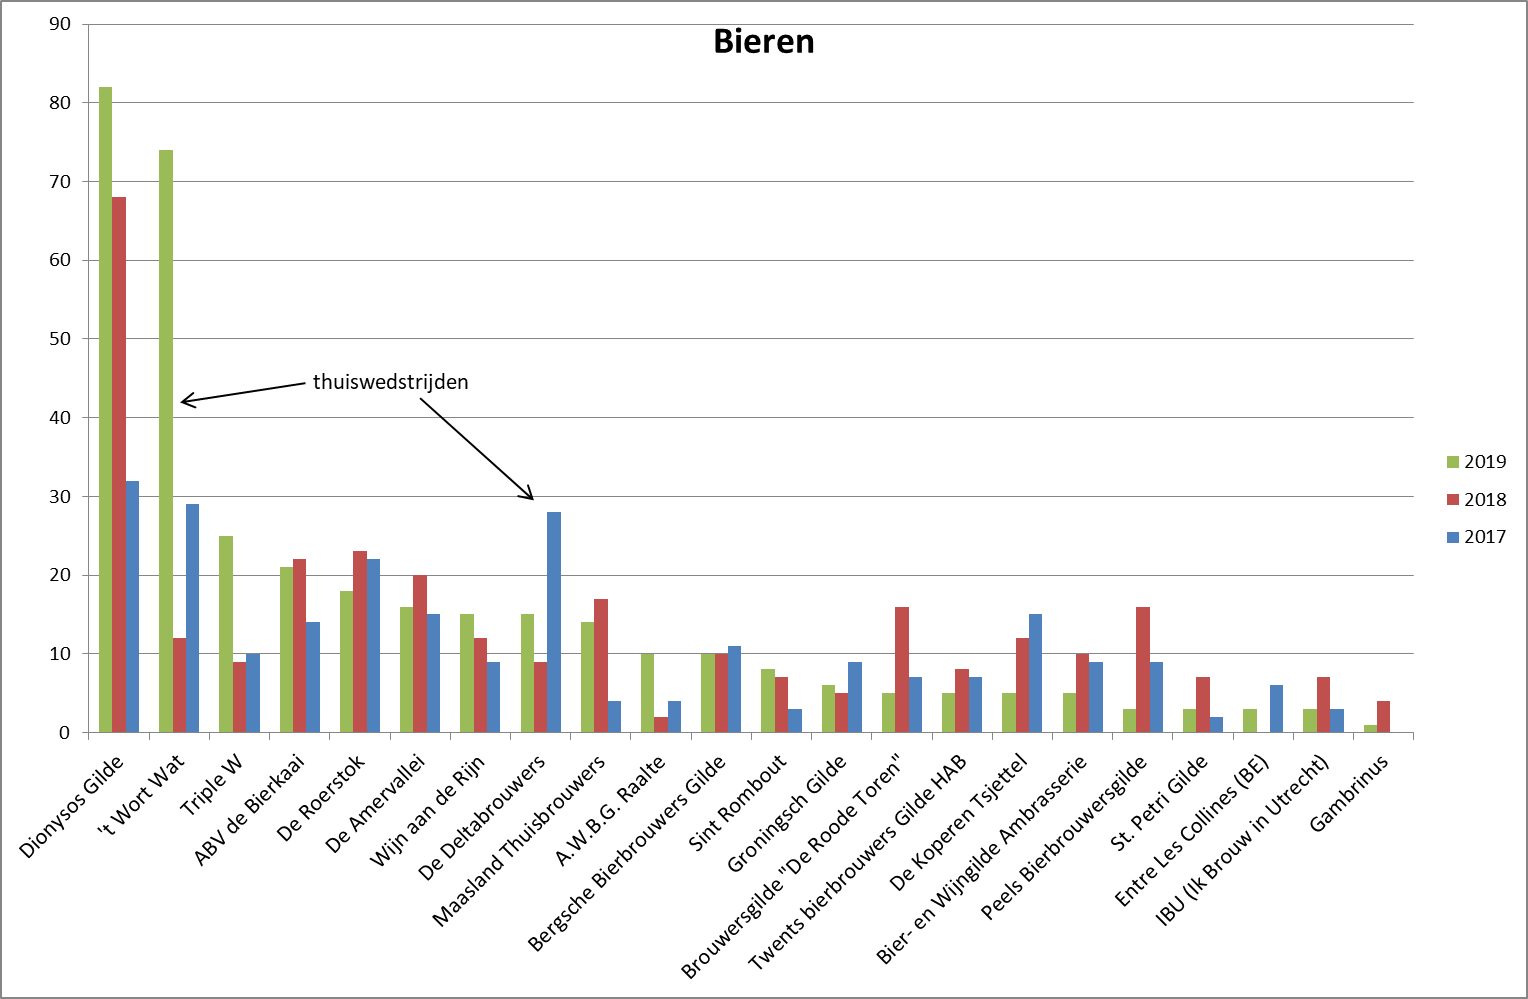 Bieren
90
80
70
60
50
40
30
20
10
0
thuiswedstrijden
2019
2018
2017
Dionysos Gilde
't Wort Wat
Triple W
ABV de Bierkaai
De Roerstok
De Amervallei
Wijn aan de Rijn
De Deltabrouwers
Maasland Thuisbrouwers
A.W.B.G. Raalte
Bergsche Bierbrouwers Gilde
Sint Rombout
Groningsch Gilde
Brouwersgilde "De Roode Toren"
Twents bierbrouwers Gilde HAB
De Koperen Tsjettel
Bier- en Wijngilde Ambrasserie
Peels Bierbrouwersgilde
St. Petri Gilde
Entre Les Collines (BE)
IBU (Ik Brouw in Utrecht)
Gambrinus